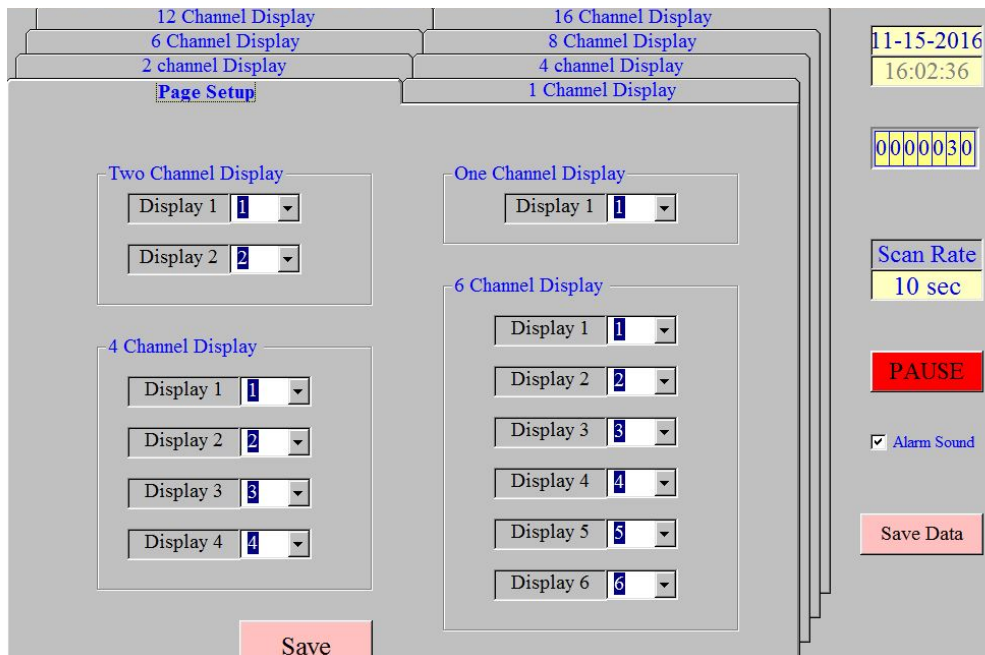 12 Channel Display
16 Channel Display
6 Channel Display
8 Channel Display
2 channel Display
4 channel Display
Page Setup
1 Channel Display
Two Channel Display
Display 1 1
Display 2 2
4 Channel Display
Display 1 1
Display 2 2
Display 3 3
Display 4 4
Save
One Channel Display
Display 1 1
6 Channel Display
Display 1 1
Display 2 2
Display 3 3
Display 4 4
Display 5 5
Display 6 6
11-15-2016
16:02:36
0000030
Scan Rate
10 sec
PAUSE
Alarm Sound
Save Data